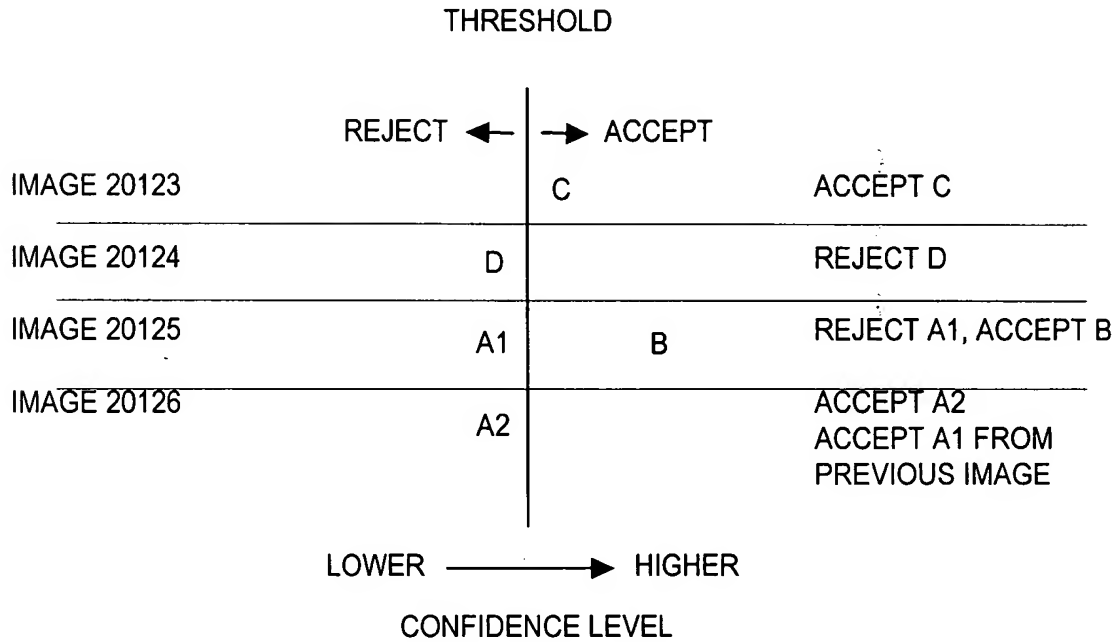 THRESHOLD
REJECT ACCEPT
IMAGE 20123 C ACCEPT C
IMAGE 20124 D REJECT D
IMAGE 20125 A1 B REJECT A1, ACCEPT B
IMAGE 20126 A2 ACCEPT A2
ACCEPT A1 FROM
PREVIOUS IMAGE
LOWER HIGHER
CONFIDENCE LEVEL